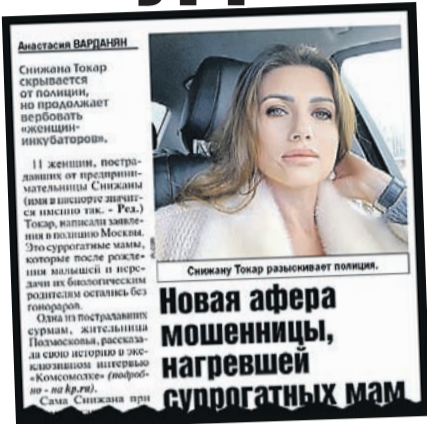 Анастасия ВАРДАНЯН
Снижана Токар
скрывается
от полиции,
но продолжает
вербовать
«женщин-
инкубаторов».
11 женщин, постра-
давших от предприни-
мательницы Снижаны
(имя в паспорте значит-
ся именно так. - Ред.)
Токар, написали заявле-
ния в полицию Москвы.
Это суррогатные мамы,
которые после рожде-
ния малышей и пере-
дачи их биологическим
родителям остались без
гонораров.
Одна из пострадавших
сурмам, жительница
Подмосковья, рассказа-
ла свою историю в экс-
клюзивном интервью
«Комсомолке» (подроб-
но - на kp.ru).
Сама Снижана при
Снижану Токар разыскивает полиция.
Новая афера
мошенницы,
нагревшей
суррогатных мам